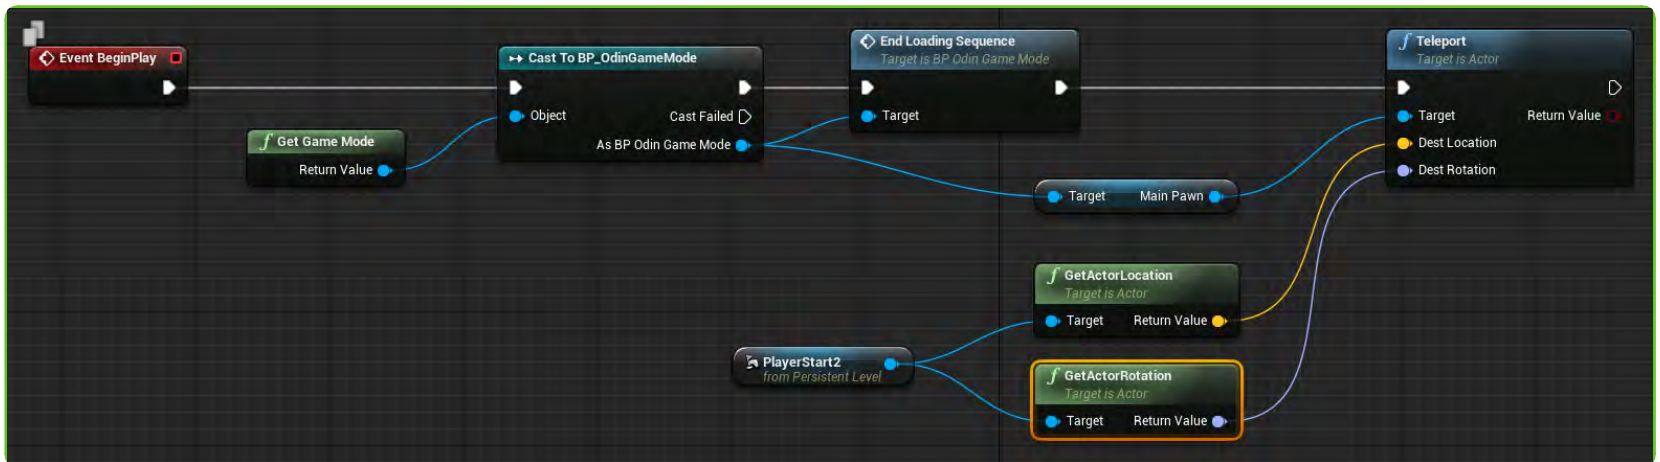 Event BeginPlay
Get Game Mode
Return Value
Cast To BP_OdinGameMode
Object
Cast Failed
As BP Odin Game Mode
End Loading Sequence
Target is BP Odin Game Mode
Target
Target Main Pawn
GetActorLocation
Target is Actor
Target Return Value
PlayerStart2
from Persistent Level
GetActorRotation
Target is Actor
Target Return Value
Teleport
Target is Actor
Target Return Value
Dest Location
Dest Rotation